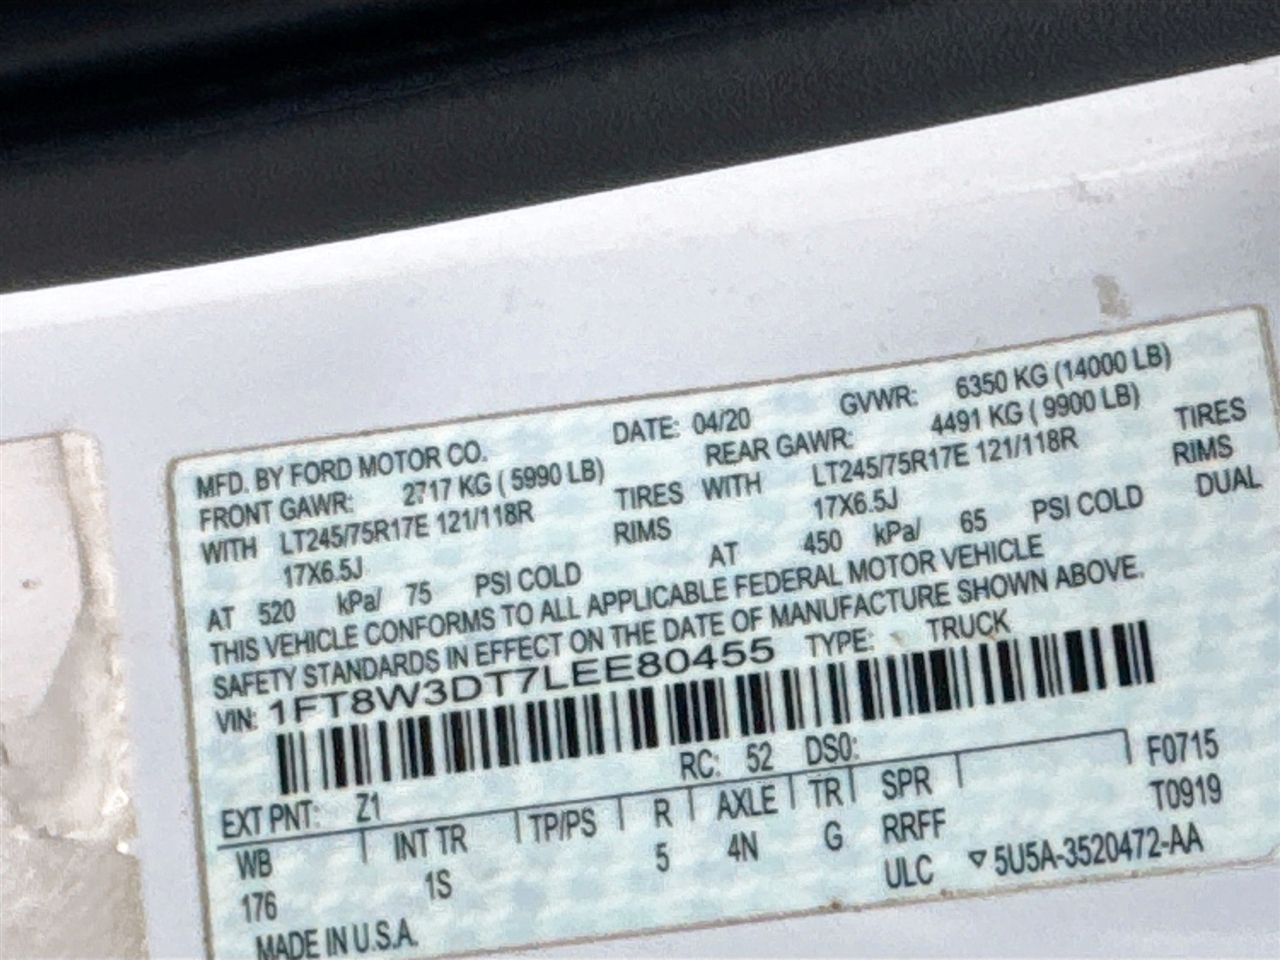 MFD. BY FORD MOTOR CO. DATE: 04/20 GVWR: 6350 KG (14000 LB)
FRONT GAWR: 2717 KG ( 5990 LB) REAR GAWR: 4491 KG ( 9900 LB)
WITH LT245/75R17E 121/118R TIRES WITH LT245/75R17E 121/118R TIRES
17X6.5J RIMS 17X6.5J RIMS
AT 520 kPa/ 75 PSI COLD AT 450 kPa/ 65 PSI COLD DUAL
THIS VEHICLE CONFORMS TO ALL APPLICABLE FEDERAL MOTOR VEHICLE
SAFETY STANDARDS IN EFFECT ON THE DATE OF MANUFACTURE SHOWN ABOVE.
VIN: 1FT8W3DT7LEE80455 TYPE: TRUCK
EXT PNT: Z1 RC: 52 DSO: F0715
WB INT TR TP/PS R AXLE TR SPR T0919
176 1S 5 4N G RRFF
MADE IN U.S.A. ULC ▽5U5A-3520472-AA